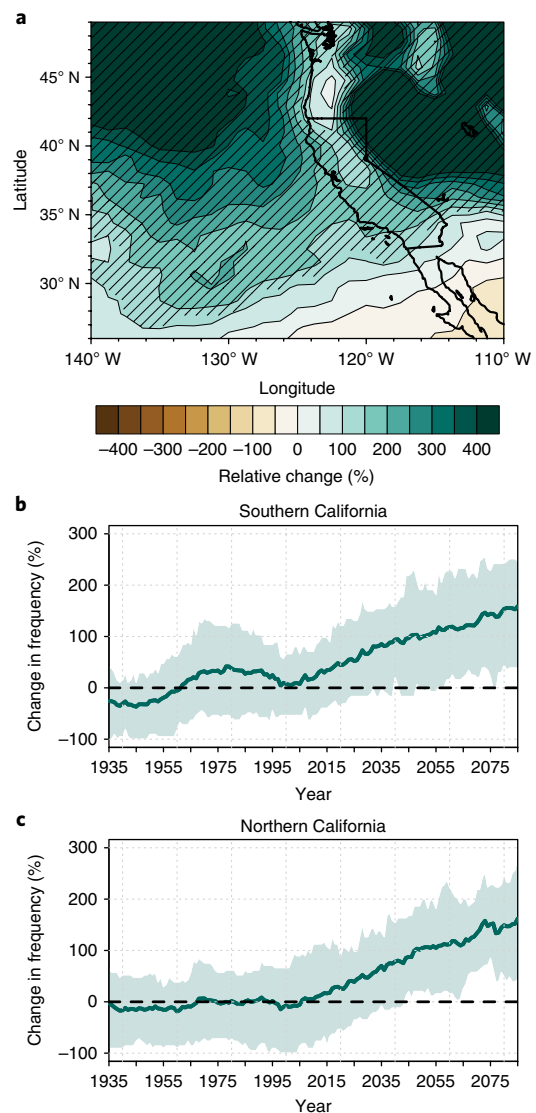 a
45° N
40° N
35° N
30° N
Latitude
140° W 130° W 120° W 110° W
Longitude
–400 –300 –200 –100 0 100 200 300 400
Relative change (%)
b
Southern California
300
200
100
0
–100
Change in frequency (%)
1935 1955 1975 1995 2015 2035 2055 2075
Year
c
Northern California
300
200
100
0
–100
Change in frequency (%)
1935 1955 1975 1995 2015 2035 2055 2075
Year